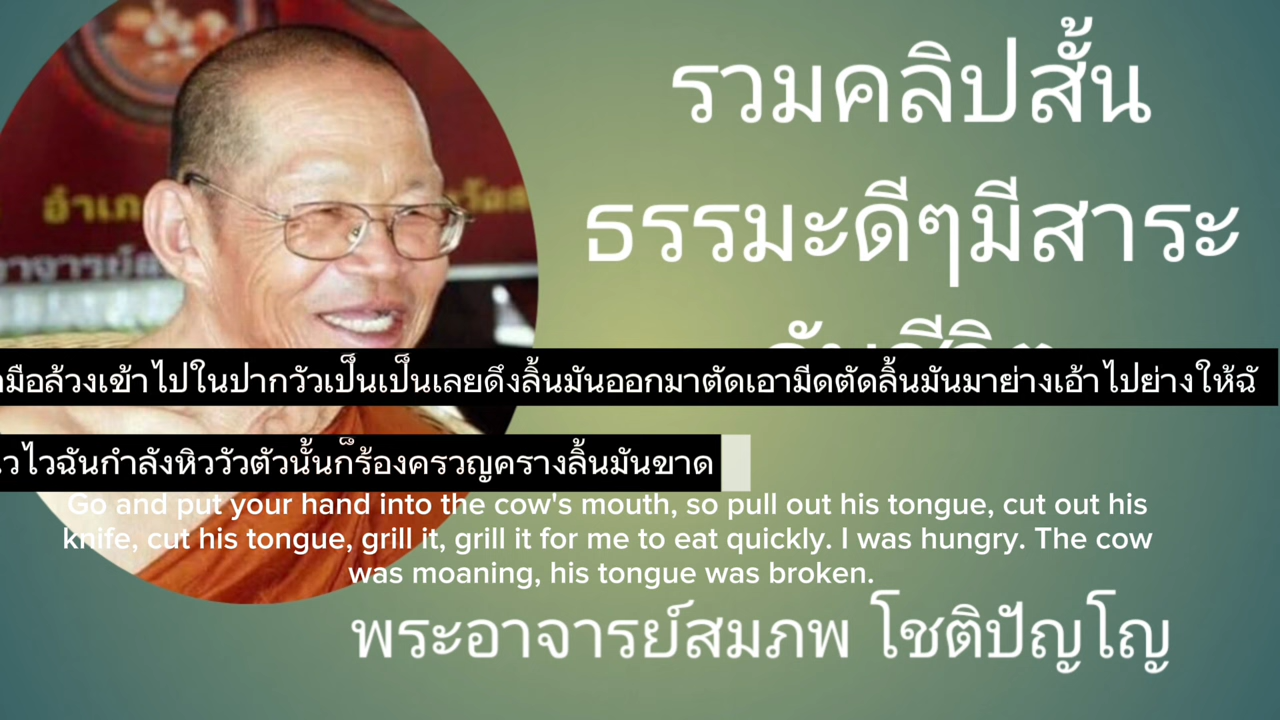 รวมคลิปสั้น
ธรรมะดีๆมีสาระ
อำเภ
มือล้วงเข้าไปในปากวัวเป็นเป็นเลยดึงลิ้นมันออกมาตัดเอามีดตัดลิ้นมันมาย่างเอ้าไปย่างให้ฉั
ไวฉันกำลังหิววัวตัวนั้นก็ร้องครวญครางลิ้นมันขาด
Go and put your hand into the cow's mouth, so pull out his tongue, cut out his
knife, cut his tongue, grill it, grill it for me to eat quickly. I was hungry. The cow
was moaning, his tongue was broken.
พระอาจารย์สมภพ โชติปัญโญ